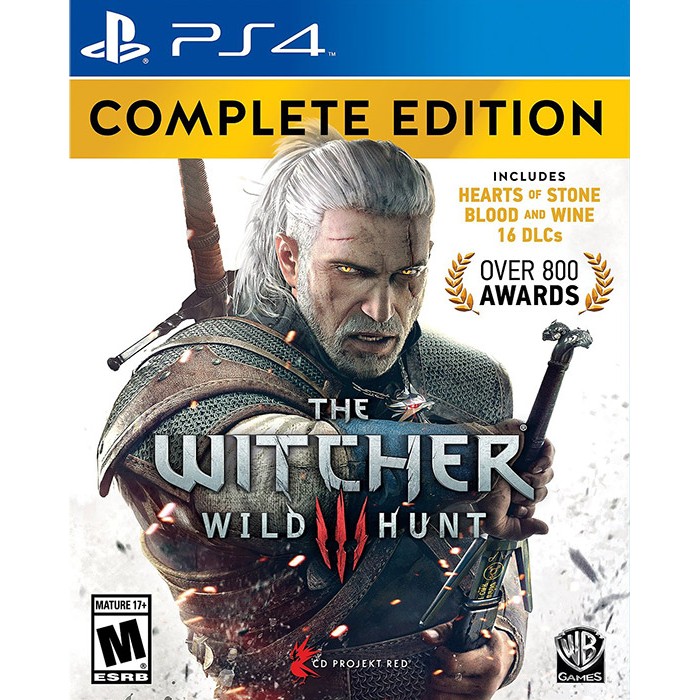 PS4
COMPLETE EDITION
INCLUDES
HEARTS OF STONE
BLOOD AND WINE
16 DLCs
OVER 800
AWARDS
THE
WITCHER
WILD III HUNT
MATURE 17+
M
ESRB
CD PROJEKT RED
WB
GAMES